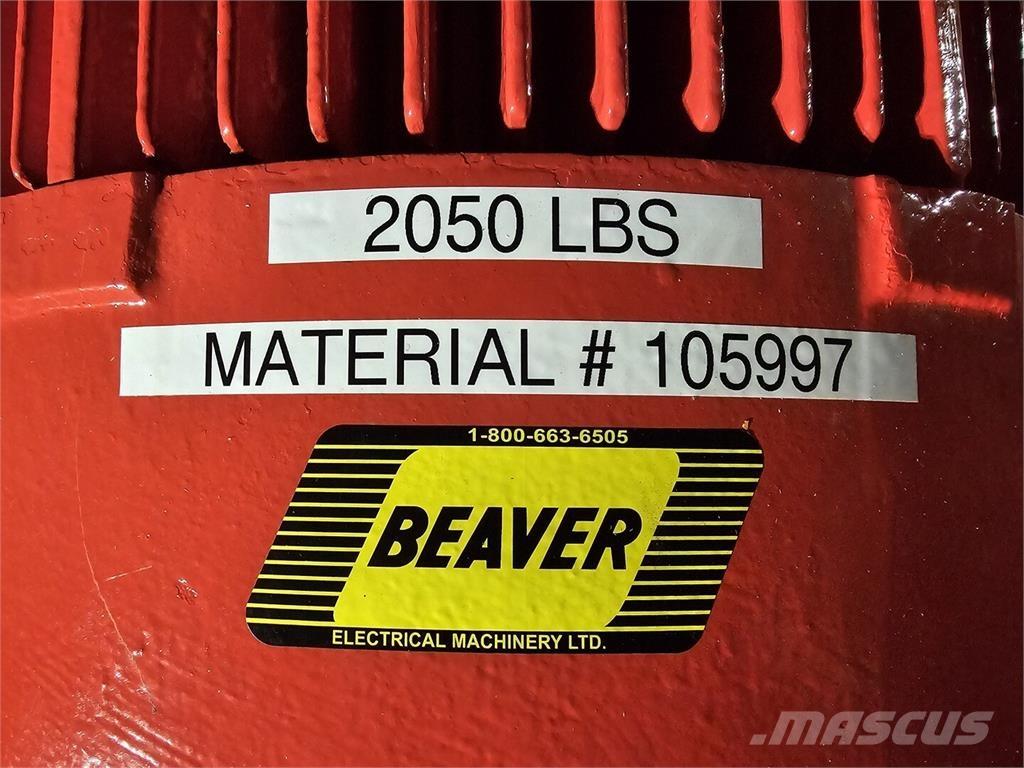 2050 LBS
MATERIAL # 105997
1-800-663-6505
BEAVER
ELECTRICAL MACHINERY LTD.
MASCUS